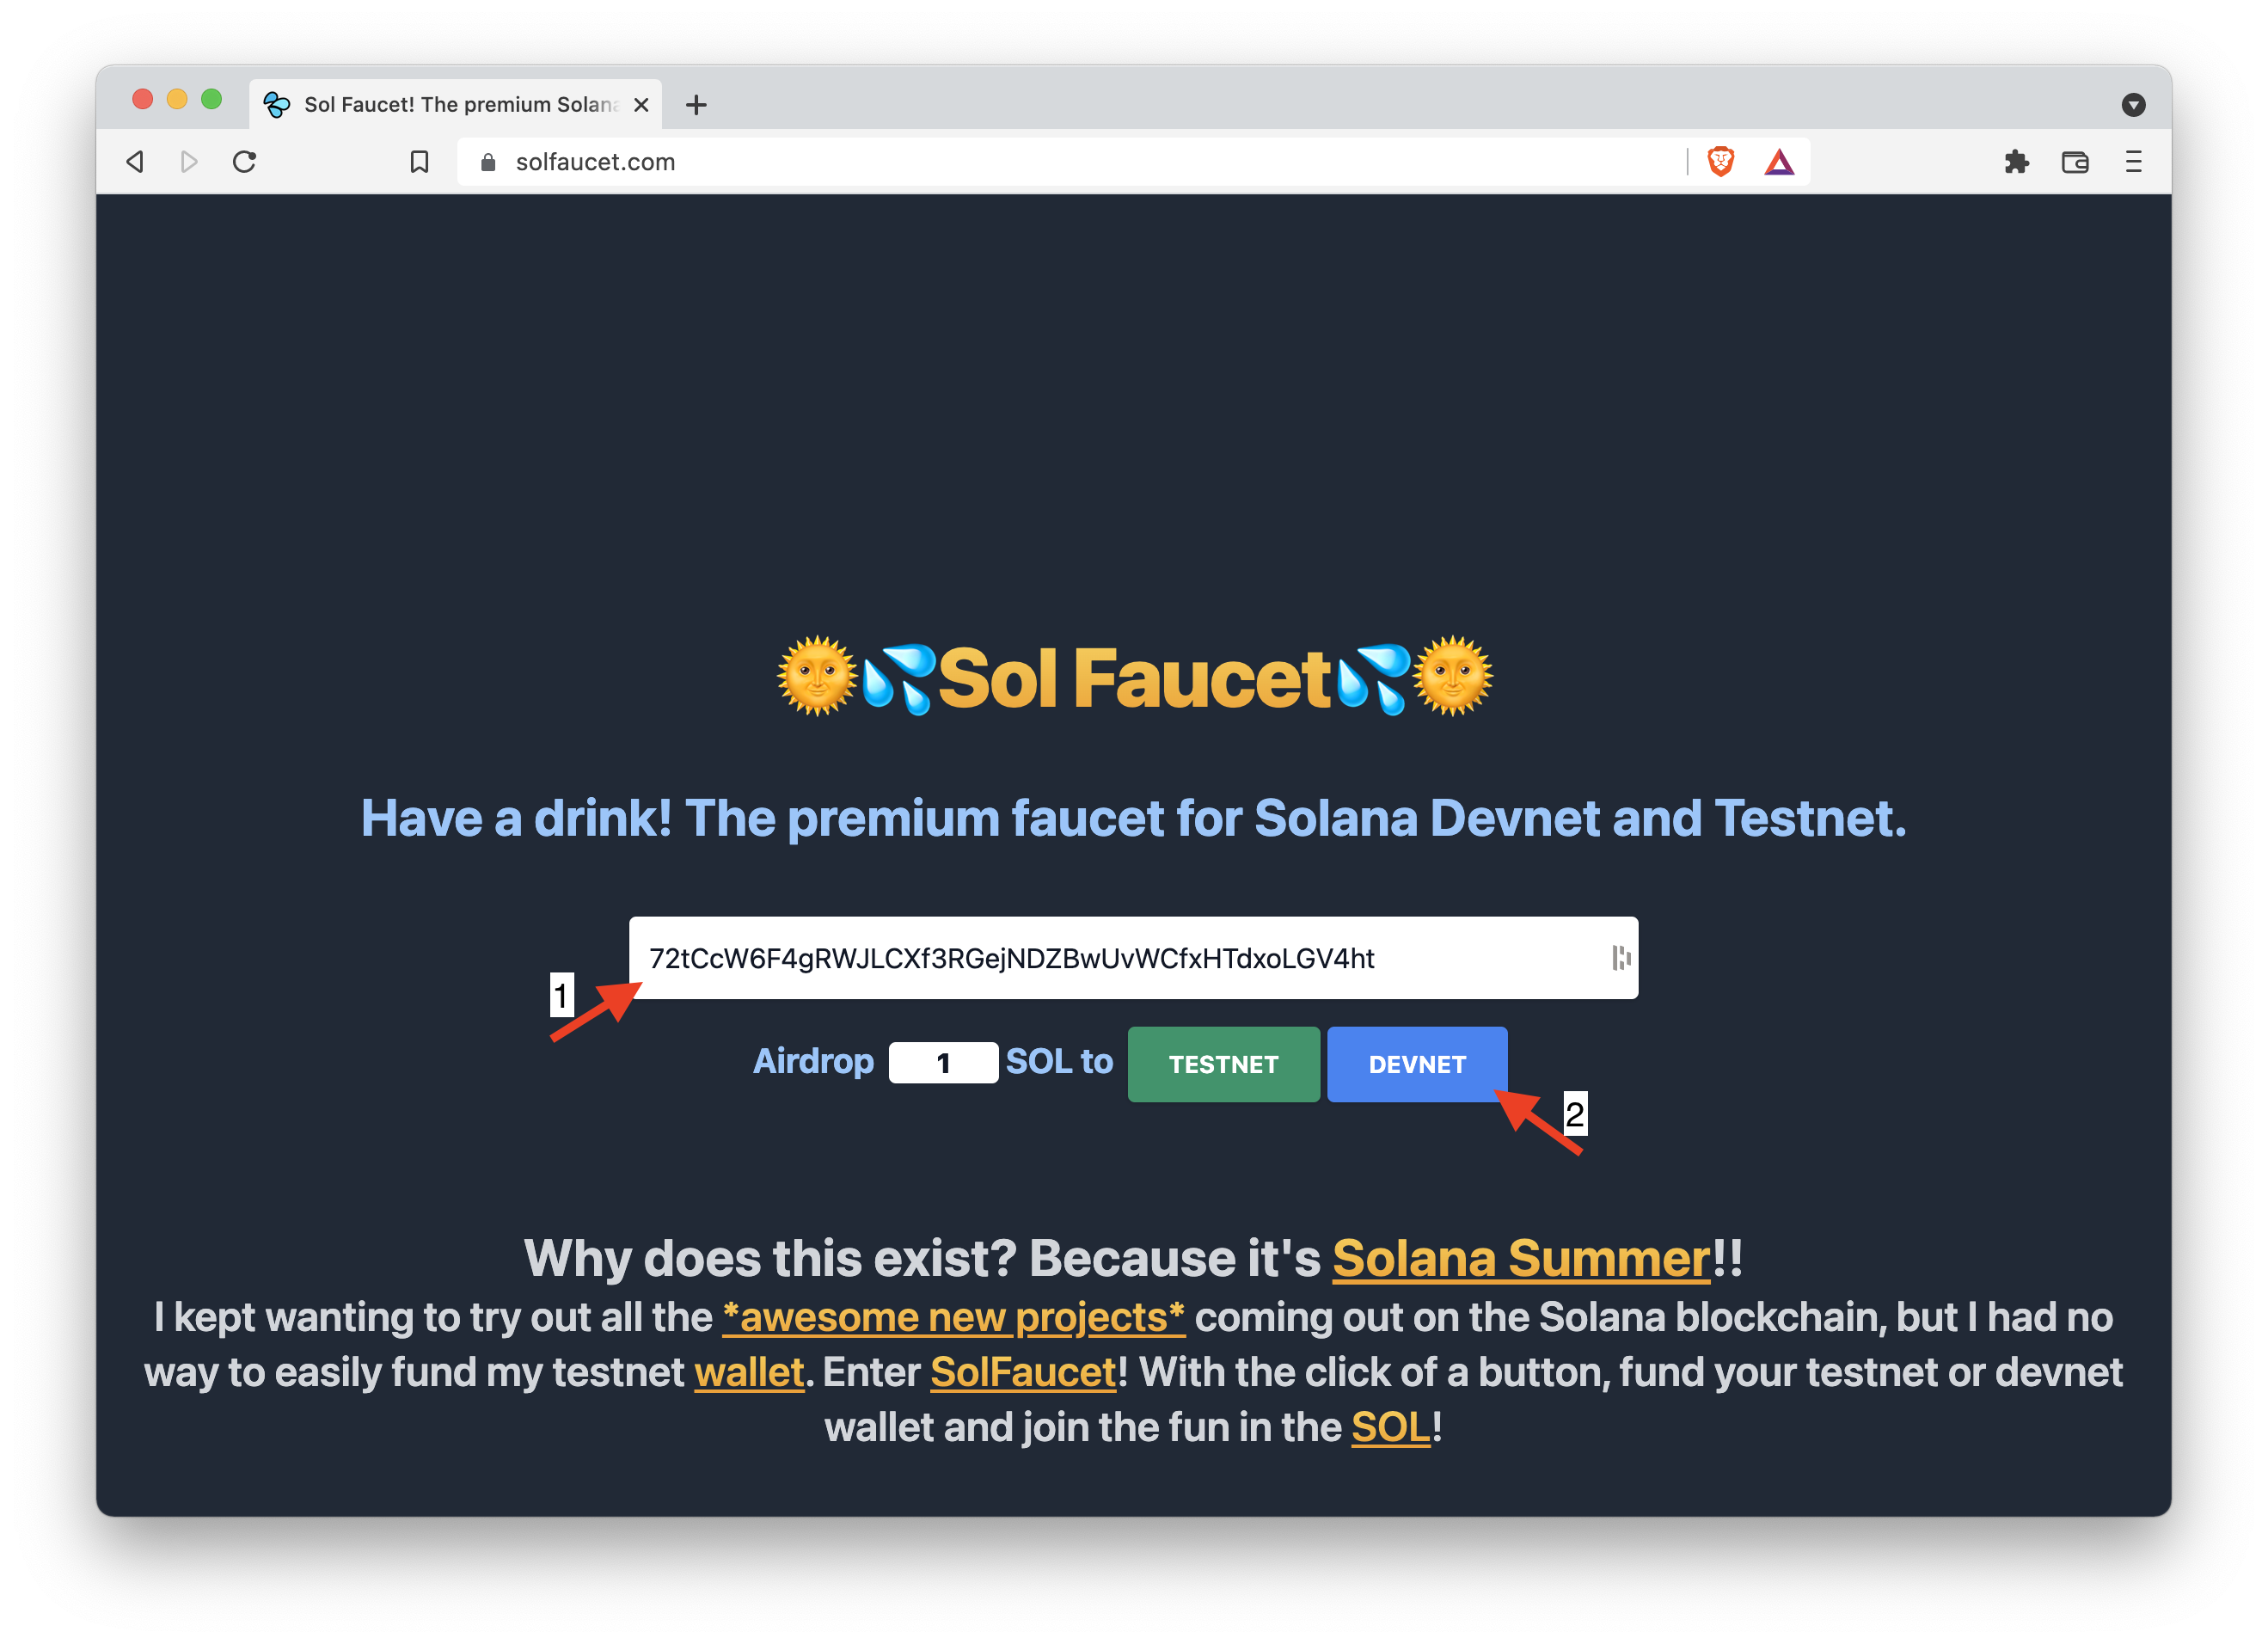 Sol Faucet! The premium Solana
solfaucet.com
Sol Faucet
Have a drink! The premium faucet for Solana Devnet and Testnet.
72tCcW6F4gRWJLCXf3RGejNDZBwUvWCfxHTdxoLGV4ht
1
Airdrop 1 SOL to TESTNET DEVNET
2
Why does this exist? Because it's Solana Summer!!
I kept wanting to try out all the *awesome new projects* coming out on the Solana blockchain, but I had no
way to easily fund my testnet wallet. Enter SolFaucet! With the click of a button, fund your testnet or devnet
wallet and join the fun in the SOL!